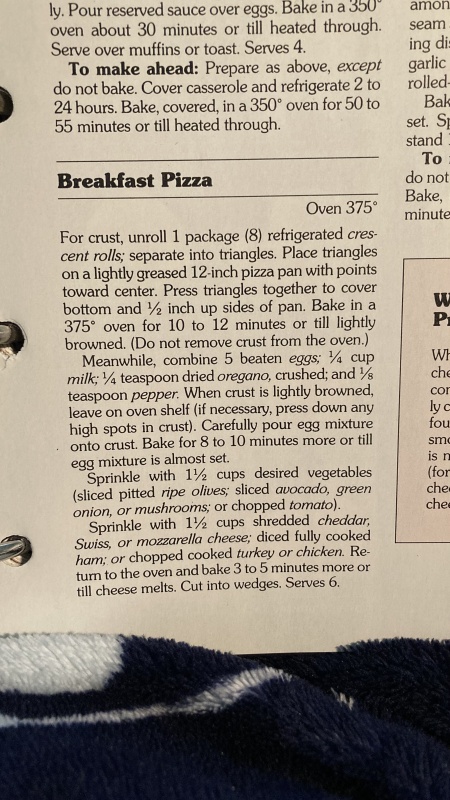 ly. Pour reserved sauce over eggs. Bake in a 350°
oven about 30 minutes or till heated through.
Serve over muffins or toast. Serves 4.
To make ahead: Prepare as above, except
do not bake. Cover casserole and refrigerate 2 to
24 hours. Bake, covered, in a 350° oven for 50 to
55 minutes or till heated through.
Breakfast Pizza
Oven 375°
For crust, unroll 1 package (8) refrigerated cres-
cent rolls; separate into triangles. Place triangles
on a lightly greased 12-inch pizza pan with points
toward center. Press triangles together to cover
bottom and ½ inch up sides of pan. Bake in a
375° oven for 10 to 12 minutes or till lightly
browned. (Do not remove crust from the oven.)
Meanwhile, combine 5 beaten eggs; ¼ cup
milk; ¼ teaspoon dried oregano, crushed; and ⅛
teaspoon pepper. When crust is lightly browned,
leave on oven shelf (if necessary, press down any
high spots in crust). Carefully pour egg mixture
onto crust. Bake for 8 to 10 minutes more or till
egg mixture is almost set.
Sprinkle with 1½ cups desired vegetables
(sliced pitted ripe olives; sliced avocado, green
onion, or mushrooms; or chopped tomato).
Sprinkle with 1½ cups shredded cheddar,
Swiss, or mozzarella cheese; diced fully cooked
ham; or chopped cooked turkey or chicken. Re-
turn to the oven and bake 3 to 5 minutes more or
till cheese melts. Cut into wedges. Serves 6.
amon
seam
ing di
garlic
rolled-
Bak
set. Sp
stand
To
do not
Bake,
minute
W
Pr
Wh
che
con
ly c
fou
smo
is n
(for
che
chee